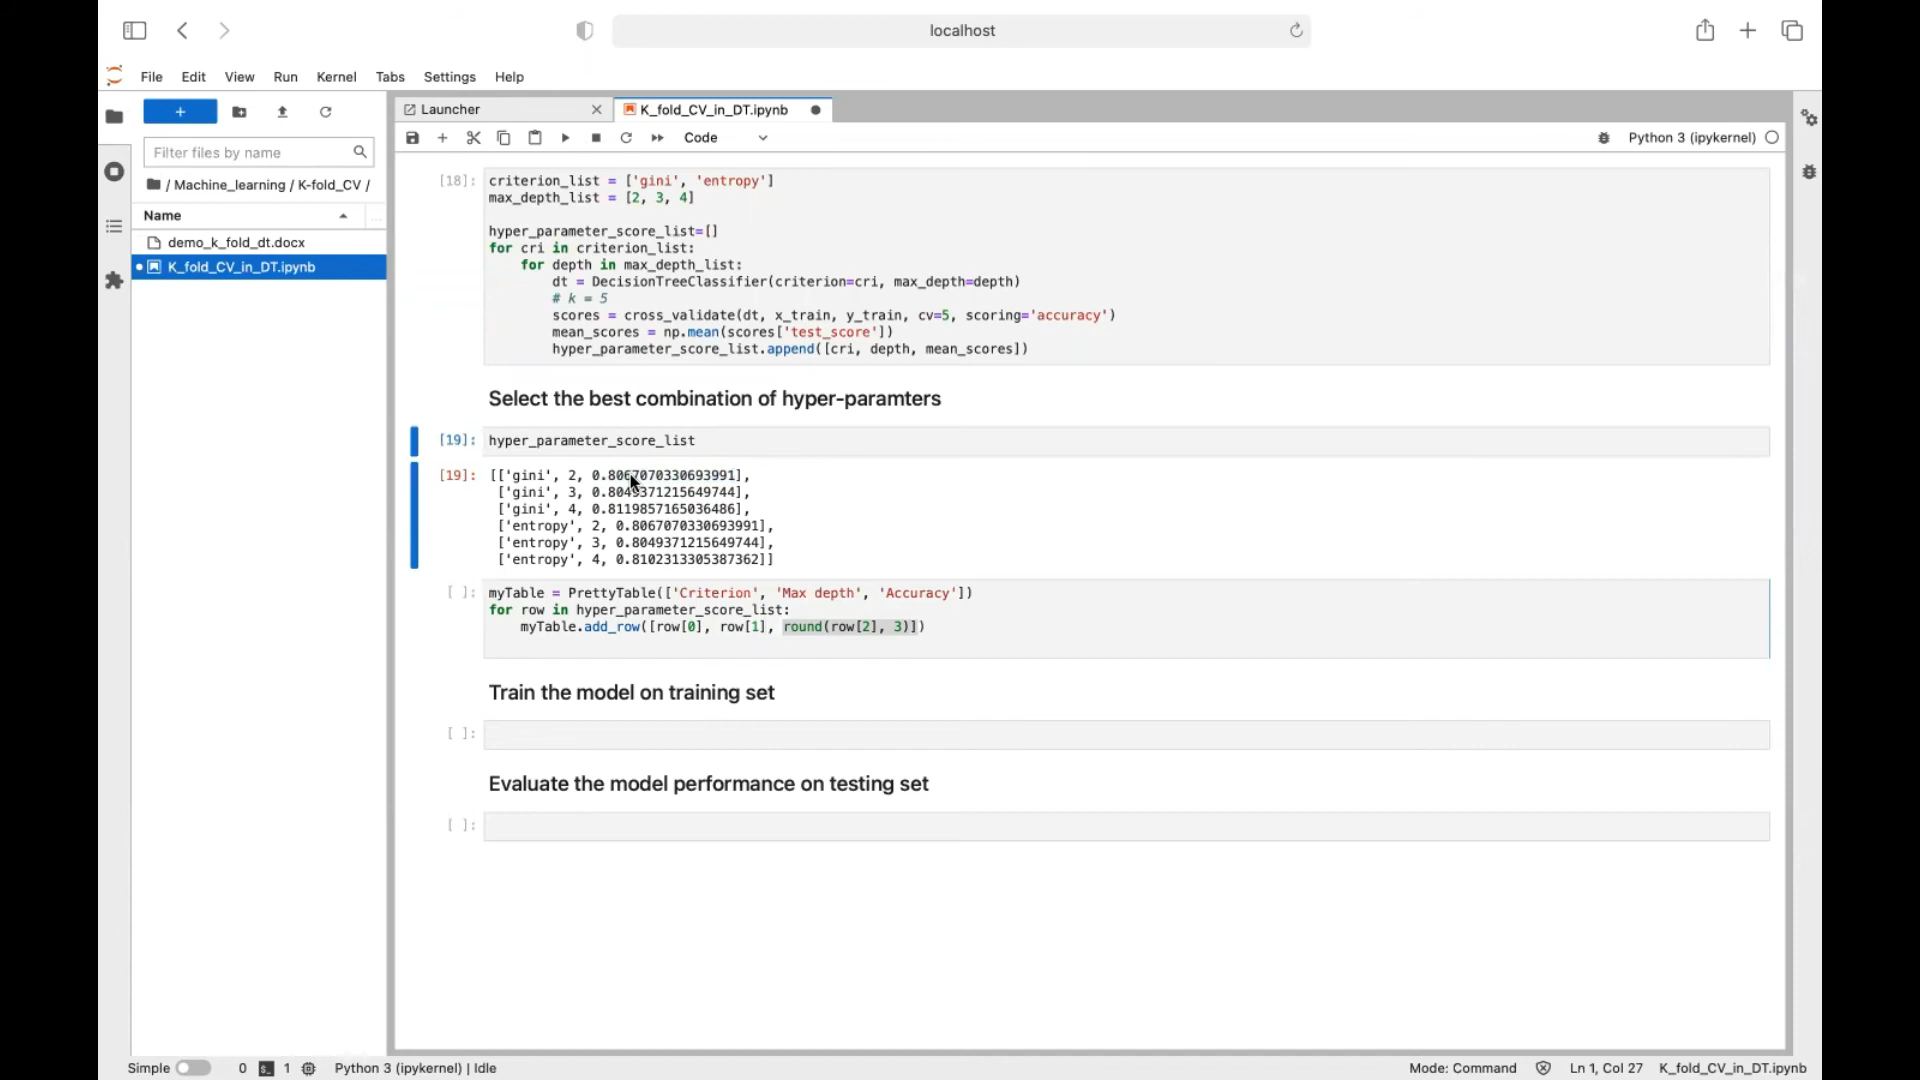 localhost
File Edit View Run Kernel Tabs Settings Help
+
Launcher
K_fold_CV_in_DT.ipynb
Code
Python 3 (ipykernel)
Filter files by name
/ Machine_learning / K-fold_CV /
Name
demo_k_fold_dt.docx
K_fold_CV_in_DT.ipynb
[18]: criterion_list = ['gini', 'entropy']
max_depth_list = [2, 3, 4]
hyper_parameter_score_list=[]
for cri in criterion_list:
    for depth in max_depth_list:
        dt = DecisionTreeClassifier(criterion=cri, max_depth=depth)
        # k = 5
        scores = cross_validate(dt, x_train, y_train, cv=5, scoring='accuracy')
        mean_scores = np.mean(scores['test_score'])
        hyper_parameter_score_list.append([cri, depth, mean_scores])
Select the best combination of hyper-paramters
[19]: hyper_parameter_score_list
[19]: [['gini', 2, 0.8067070330693991],
['gini', 3, 0.8049371215649744],
['gini', 4, 0.8119857165036486],
['entropy', 2, 0.8067070330693991],
['entropy', 3, 0.8049371215649744],
['entropy', 4, 0.8102313305387362]]
[ ]: myTable = PrettyTable(['Criterion', 'Max depth', 'Accuracy'])
for row in hyper_parameter_score_list:
    myTable.add_row([row[0], row[1], round(row[2], 3)])
Train the model on training set
[ ]:
Evaluate the model performance on testing set
[ ]:
Simple 0 1 Python 3 (ipykernel) | Idle Mode: Command Ln 1, Col 27 K_fold_CV_in_DT.ipynb